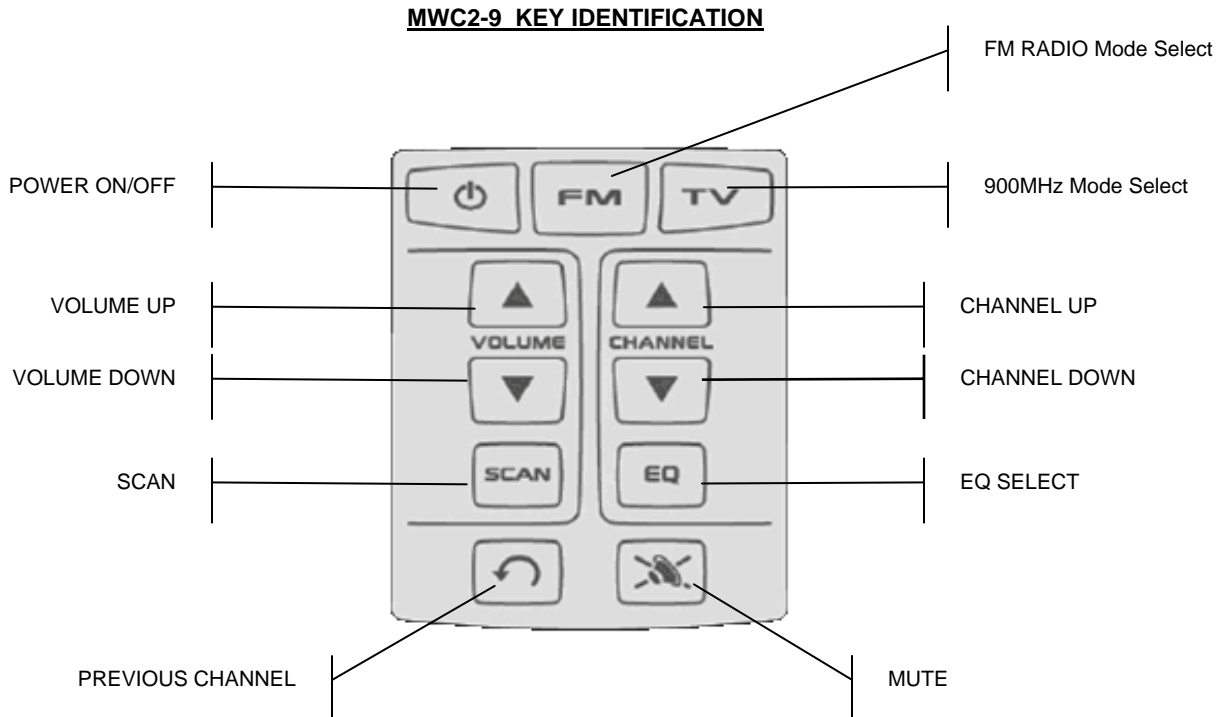 MWC2-9 KEY IDENTIFICATION
FM RADIO Mode Select
POWER ON/OFF
FM
TV
900MHz Mode Select
VOLUME UP
CHANNEL UP
VOLUME
CHANNEL
VOLUME DOWN
CHANNEL DOWN
SCAN
SCAN
EQ
EQ SELECT
PREVIOUS CHANNEL
MUTE